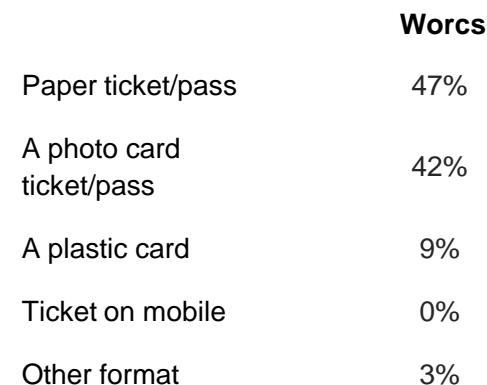 Worcs
Paper ticket/pass 47%
A photo card
ticket/pass 42%
A plastic card 9%
Ticket on mobile 0%
Other format 3%